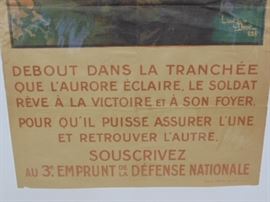 DEBOUT DANS LA TRANCHÉE
QUE L'AURORE ÉCLAIRE, LE SOLDAT
RÊVE À LA VICTOIRE ET À SON FOYER.
POUR QU'IL PUISSE ASSURER L'UNE
ET RETROUVER L'AUTRE,
SOUSCRIVEZ
AU 3E EMPRUNT DE LA DÉFENSE NATIONALE